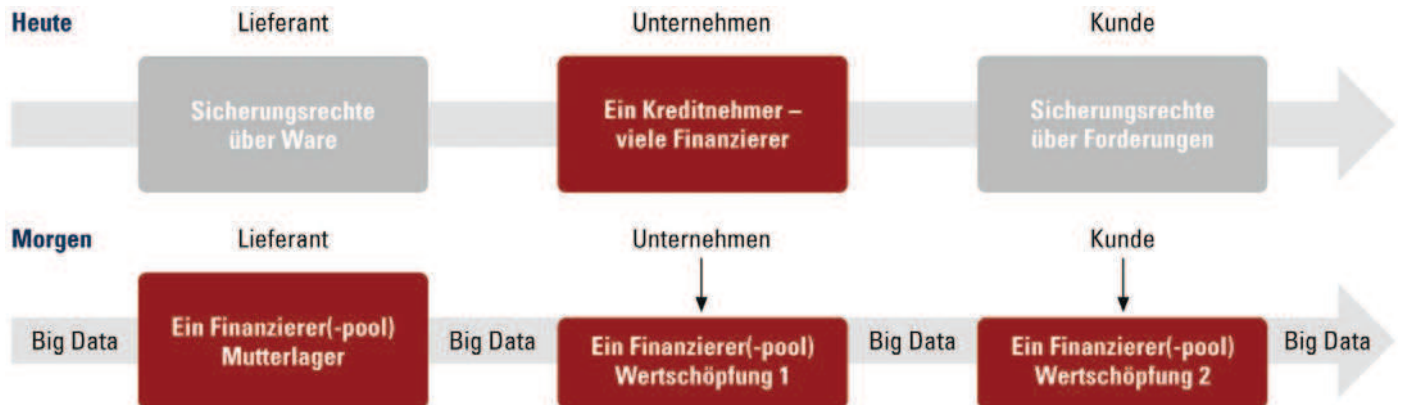 Heute Lieferant Unternehmen Kunde
Sicherungsrechte
über Ware
Ein Kreditnehmer –
viele Finanzierer
Sicherungsrechte
über Forderungen
Morgen Lieferant Unternehmen Kunde
Big Data
Ein Finanzierer(-pool)
Mutterlager
Big Data
Ein Finanzierer(-pool)
Wertschöpfung 1
Big Data
Ein Finanzierer(-pool)
Wertschöpfung 2
Big Data